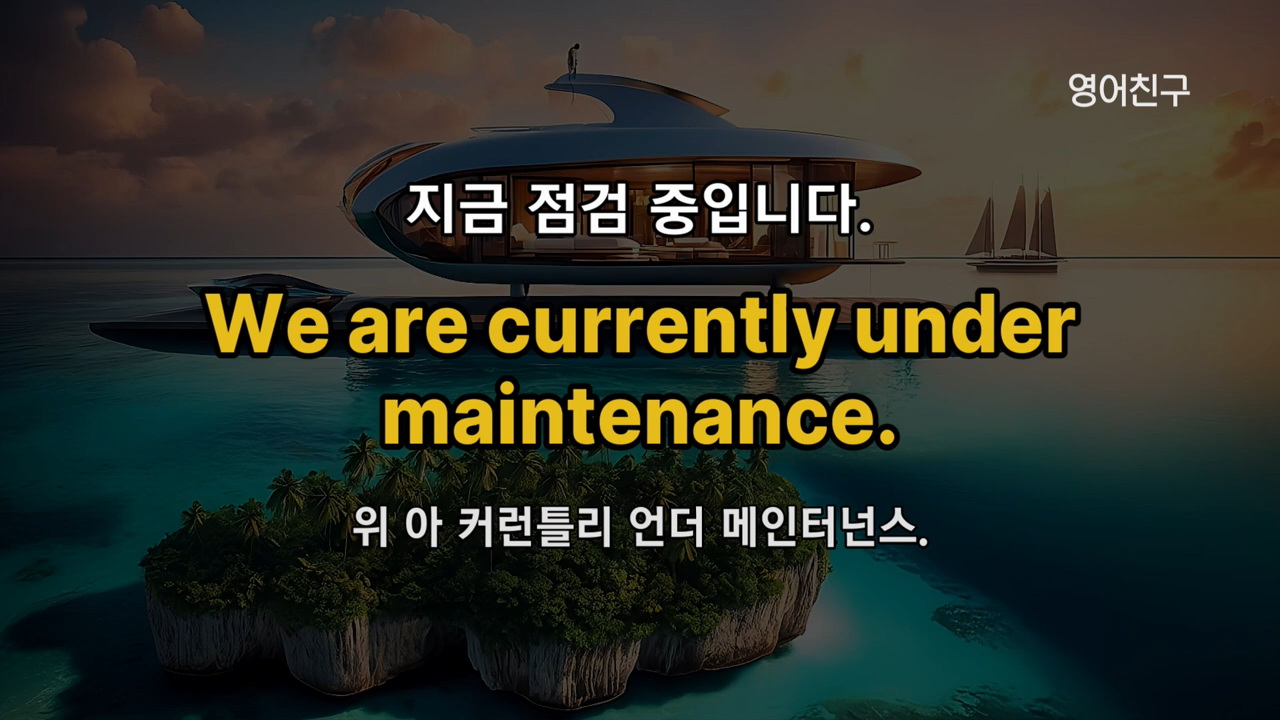 영어친구
지금 점검 중입니다.
We are currently under
maintenance.
위 아 커런틀리 언더 메인터넌스.